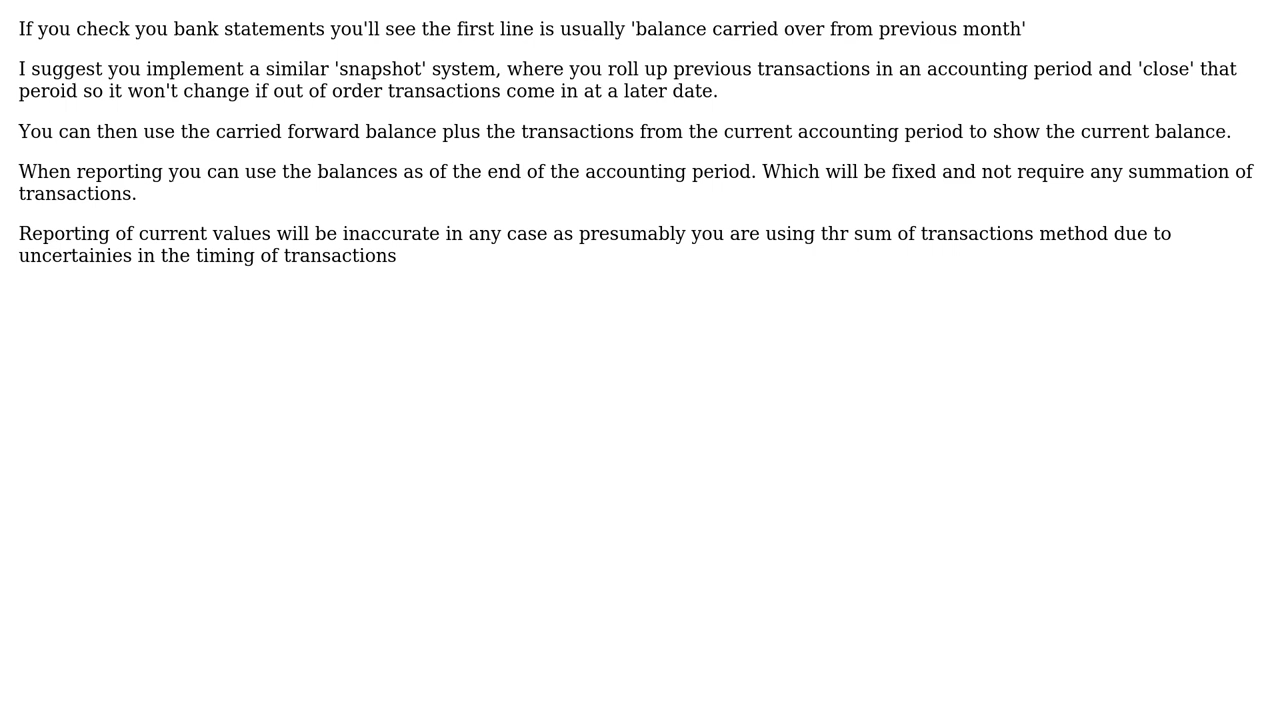 If you check you bank statements you'll see the first line is usually 'balance carried over from previous month'
I suggest you implement a similar 'snapshot' system, where you roll up previous transactions in an accounting period and 'close' that
peroid so it won't change if out of order transactions come in at a later date.
You can then use the carried forward balance plus the transactions from the current accounting period to show the current balance.
When reporting you can use the balances as of the end of the accounting period. Which will be fixed and not require any summation of
transactions.
Reporting of current values will be inaccurate in any case as presumably you are using thr sum of transactions method due to
uncertainies in the timing of transactions